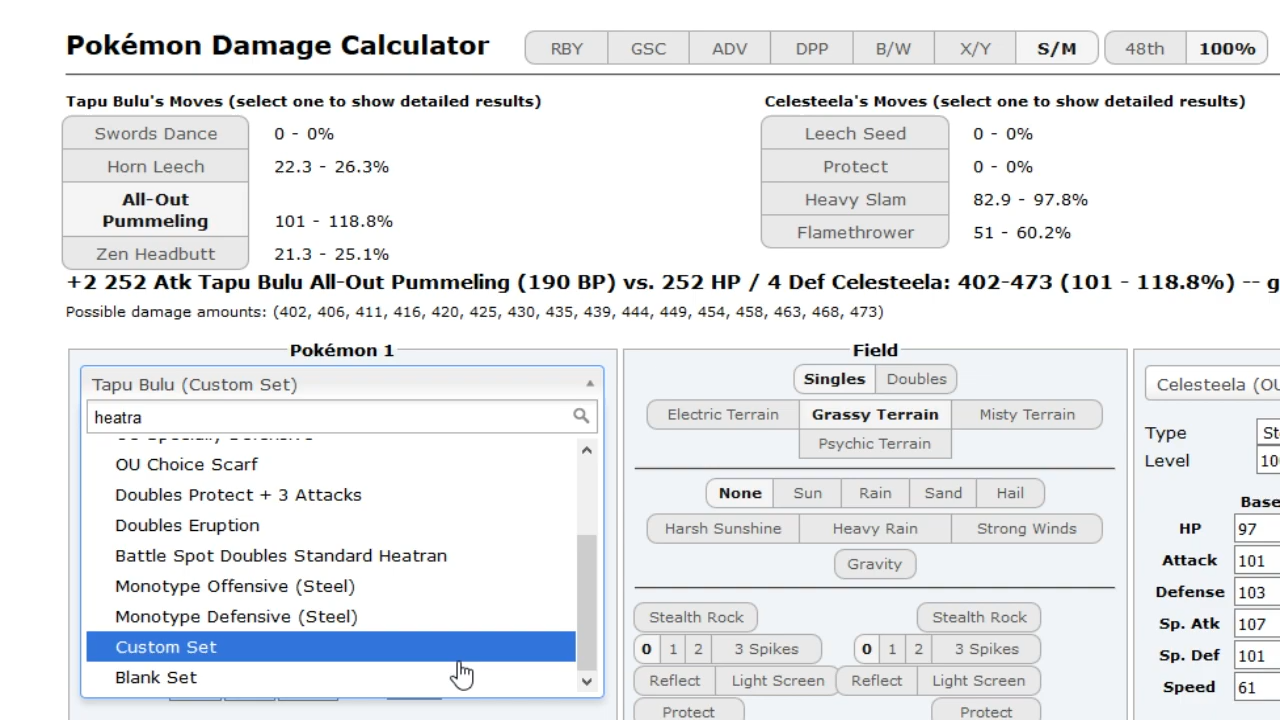 Pokémon Damage Calculator
RBY GSC ADV DPP B/W X/Y S/M 48th 100%
Tapu Bulu's Moves (select one to show detailed results)
Swords Dance 0 - 0%
Horn Leech 22.3 - 26.3%
All-Out
Pummeling 101 - 118.8%
Zen Headbutt 21.3 - 25.1%
Celesteela's Moves (select one to show detailed results)
Leech Seed 0 - 0%
Protect 0 - 0%
Heavy Slam 82.9 - 97.8%
Flamethrower 51 - 60.2%
+2 252 Atk Tapu Bulu All-Out Pummeling (190 BP) vs. 252 HP / 4 Def Celesteela: 402-473 (101 - 118.8%) -- g
Possible damage amounts: (402, 406, 411, 416, 420, 425, 430, 435, 439, 444, 449, 454, 458, 463, 468, 473)
Pokémon 1
Tapu Bulu (Custom Set)
heatra
OU Specially Defensive
OU Choice Scarf
Doubles Protect + 3 Attacks
Doubles Eruption
Battle Spot Doubles Standard Heatran
Monotype Offensive (Steel)
Monotype Defensive (Steel)
Custom Set
Blank Set
Field
Singles Doubles
Electric Terrain Grassy Terrain Misty Terrain
Psychic Terrain
None Sun Rain Sand Hail
Harsh Sunshine Heavy Rain Strong Winds
Gravity
Stealth Rock Stealth Rock
0 1 2 3 Spikes 0 1 2 3 Spikes
Reflect Light Screen Reflect Light Screen
Protect Protect
Celesteela (OU
Type St
Level 10
Base
HP 97
Attack 101
Defense 103
Sp. Atk 107
Sp. Def 101
Speed 61